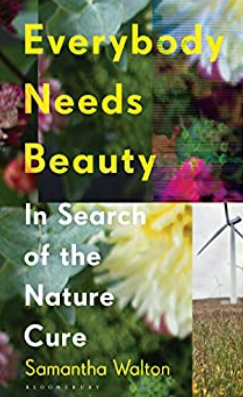 Everybody
Needs
Beauty
In Search
of the
Nature
Cure
Samantha Walton
BLOOMSBURY